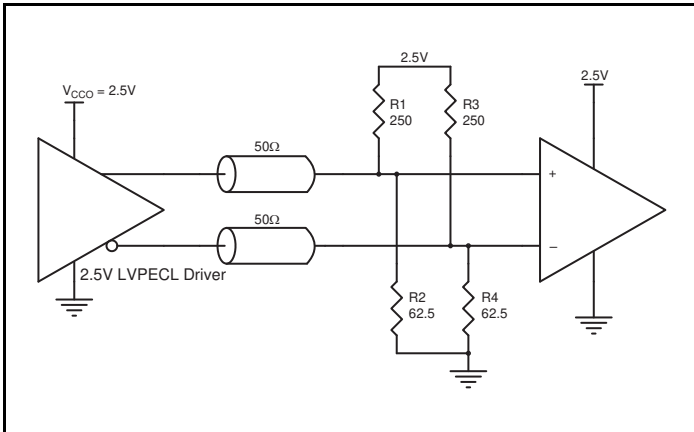 2.5V
V_CCO = 2.5V
2.5V
R1
250
R3
250
50Ω
+
50Ω
–
2.5V LVPECL Driver
R2
62.5
R4
62.5